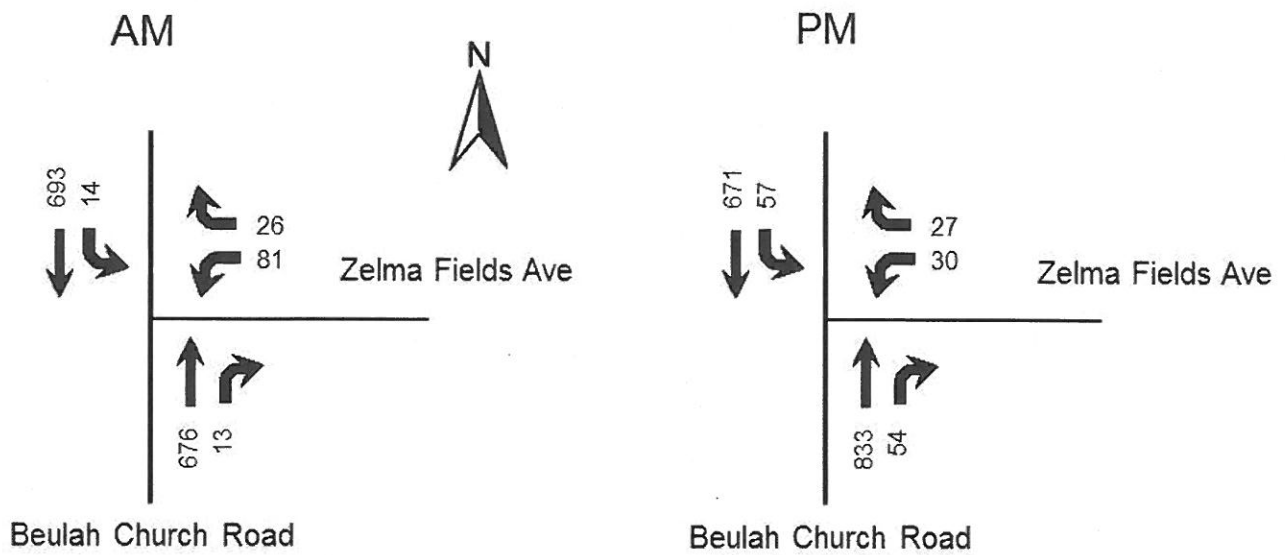 AM
N
693
14
26
81
Zelma Fields Ave
676
13
Beulah Church Road
PM
671
57
27
30
Zelma Fields Ave
833
54
Beulah Church Road